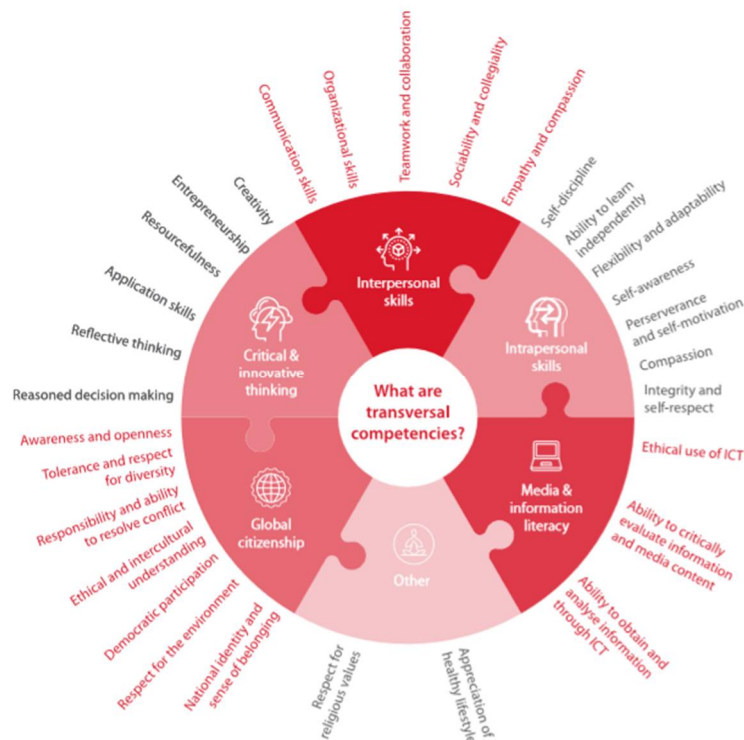 What are
transversal
competencies?
Interpersonal
skills
Communication skills
Organizational skills
Teamwork and collaboration
Sociability and collegiality
Empathy and compassion
Intrapersonal
skills
Self-discipline
Ability to learn
independently
Flexibility and adaptability
Self-awareness
Perserverance
and self-motivation
Compassion
Integrity and
self-respect
Media &
information
literacy
Ethical use of ICT
Ability to critically
evaluate information
and media content
Ability to obtain and
analyse information
through ICT
Other
Appreciation of
healthy lifestyle
Respect for
religious values
Global
citizenship
National identity and
sense of belonging
Respect for the environment
Democratic participation
Ethical and intercultural
understanding
Responsibility and ability
to resolve conflict
Tolerance and respect
for diversity
Awareness and openness
Critical &
innovative
thinking
Reasoned decision making
Reflective thinking
Application skills
Resourcefulness
Entrepreneurship
Creativity